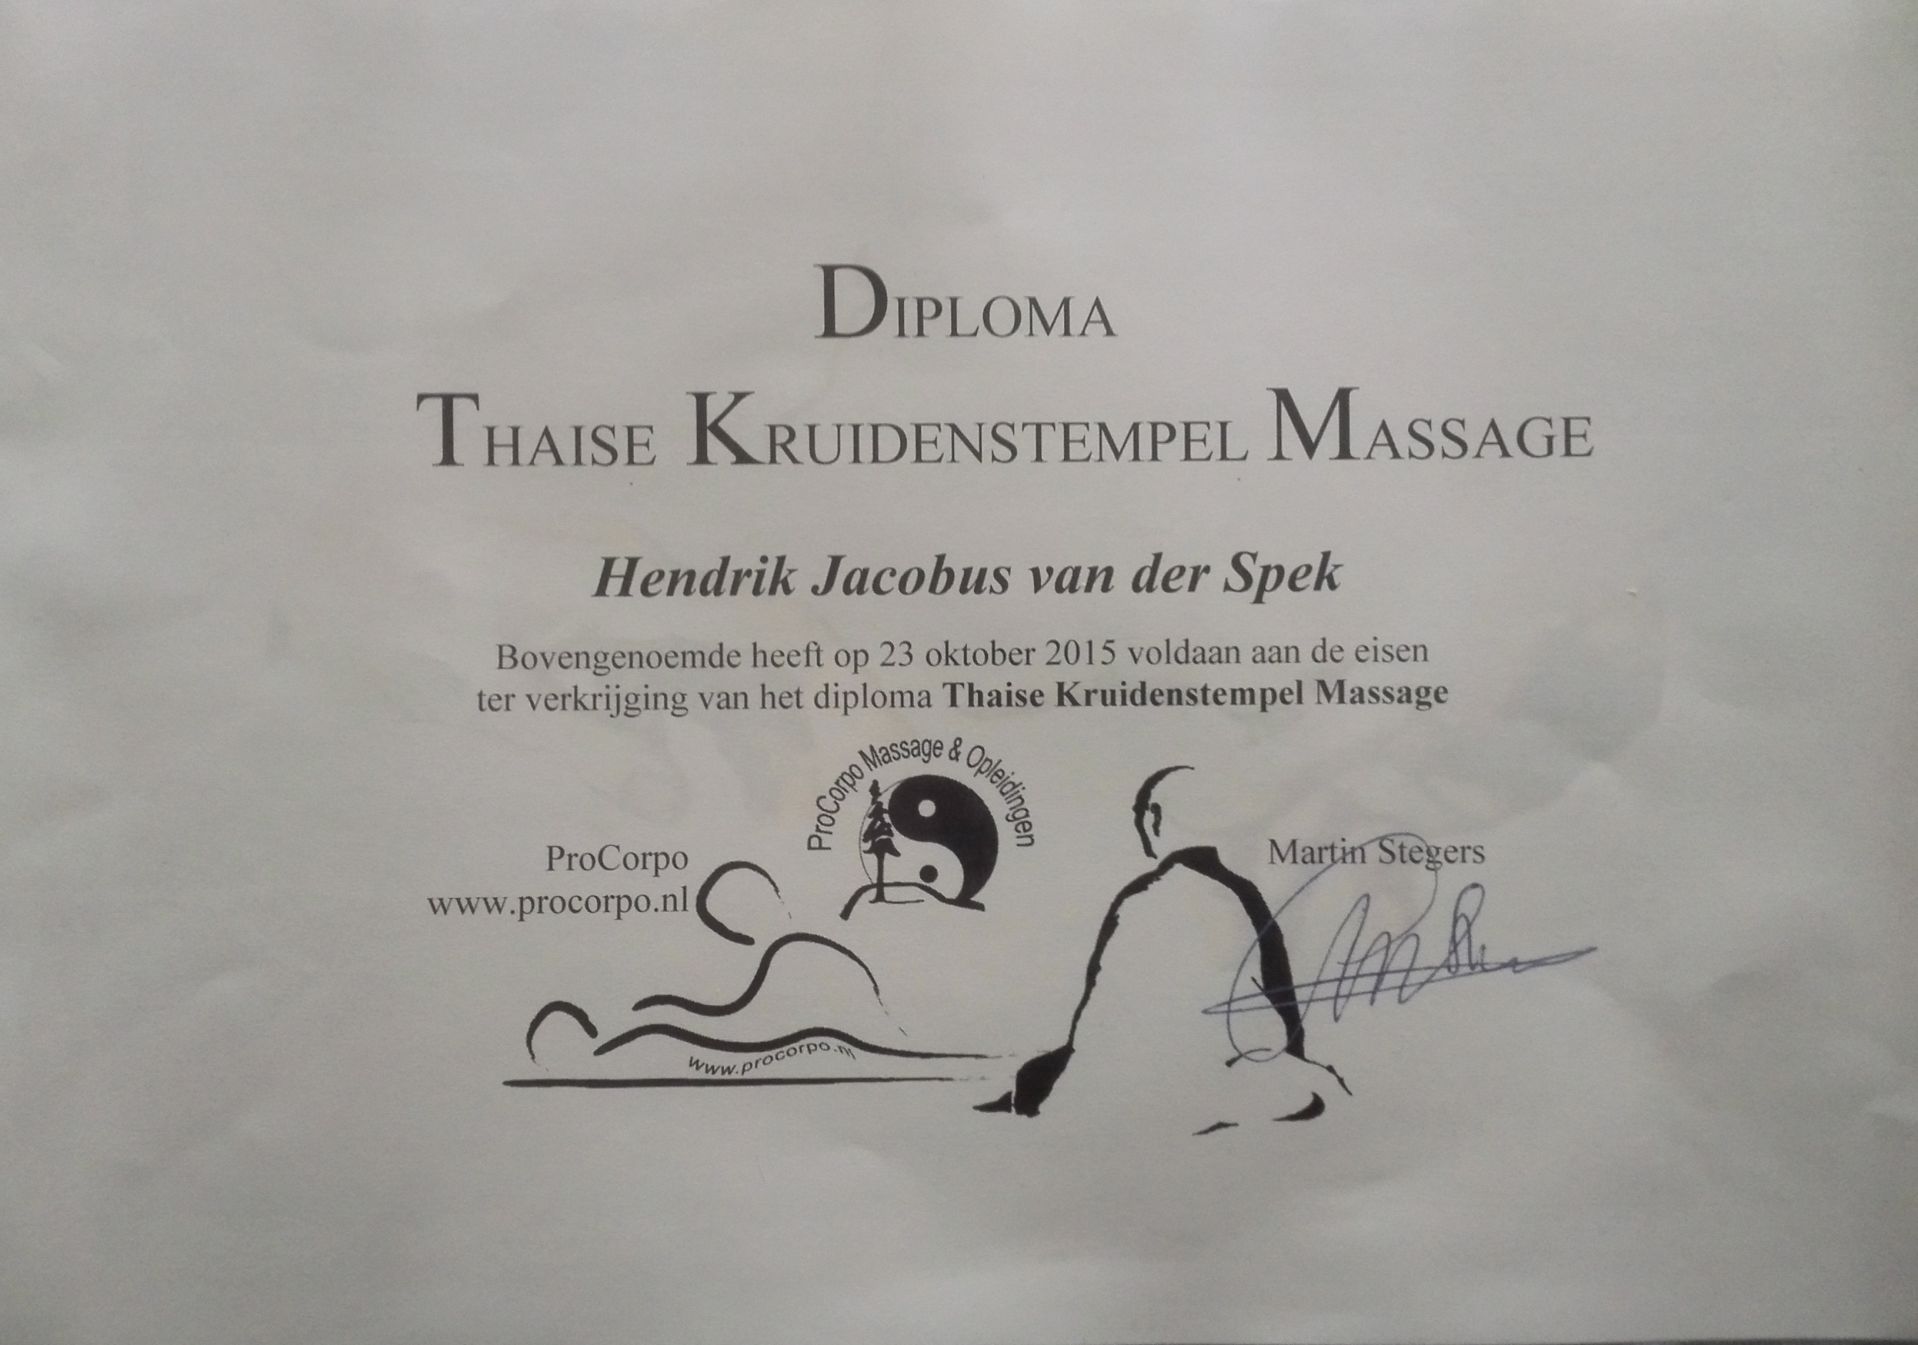 DIPLOMA
THAISE KRUIDENSTEMPEL MASSAGE
Hendrik Jacobus van der Spek
Bovengenoemde heeft op 23 oktober 2015 voldaan aan de eisen
ter verkrijging van het diploma Thaise Kruidenstempel Massage
ProCorpo Massage & Opleidingen
ProCorpo
www.procorpo.nl
Martin Stegers
www.procorpo.nl